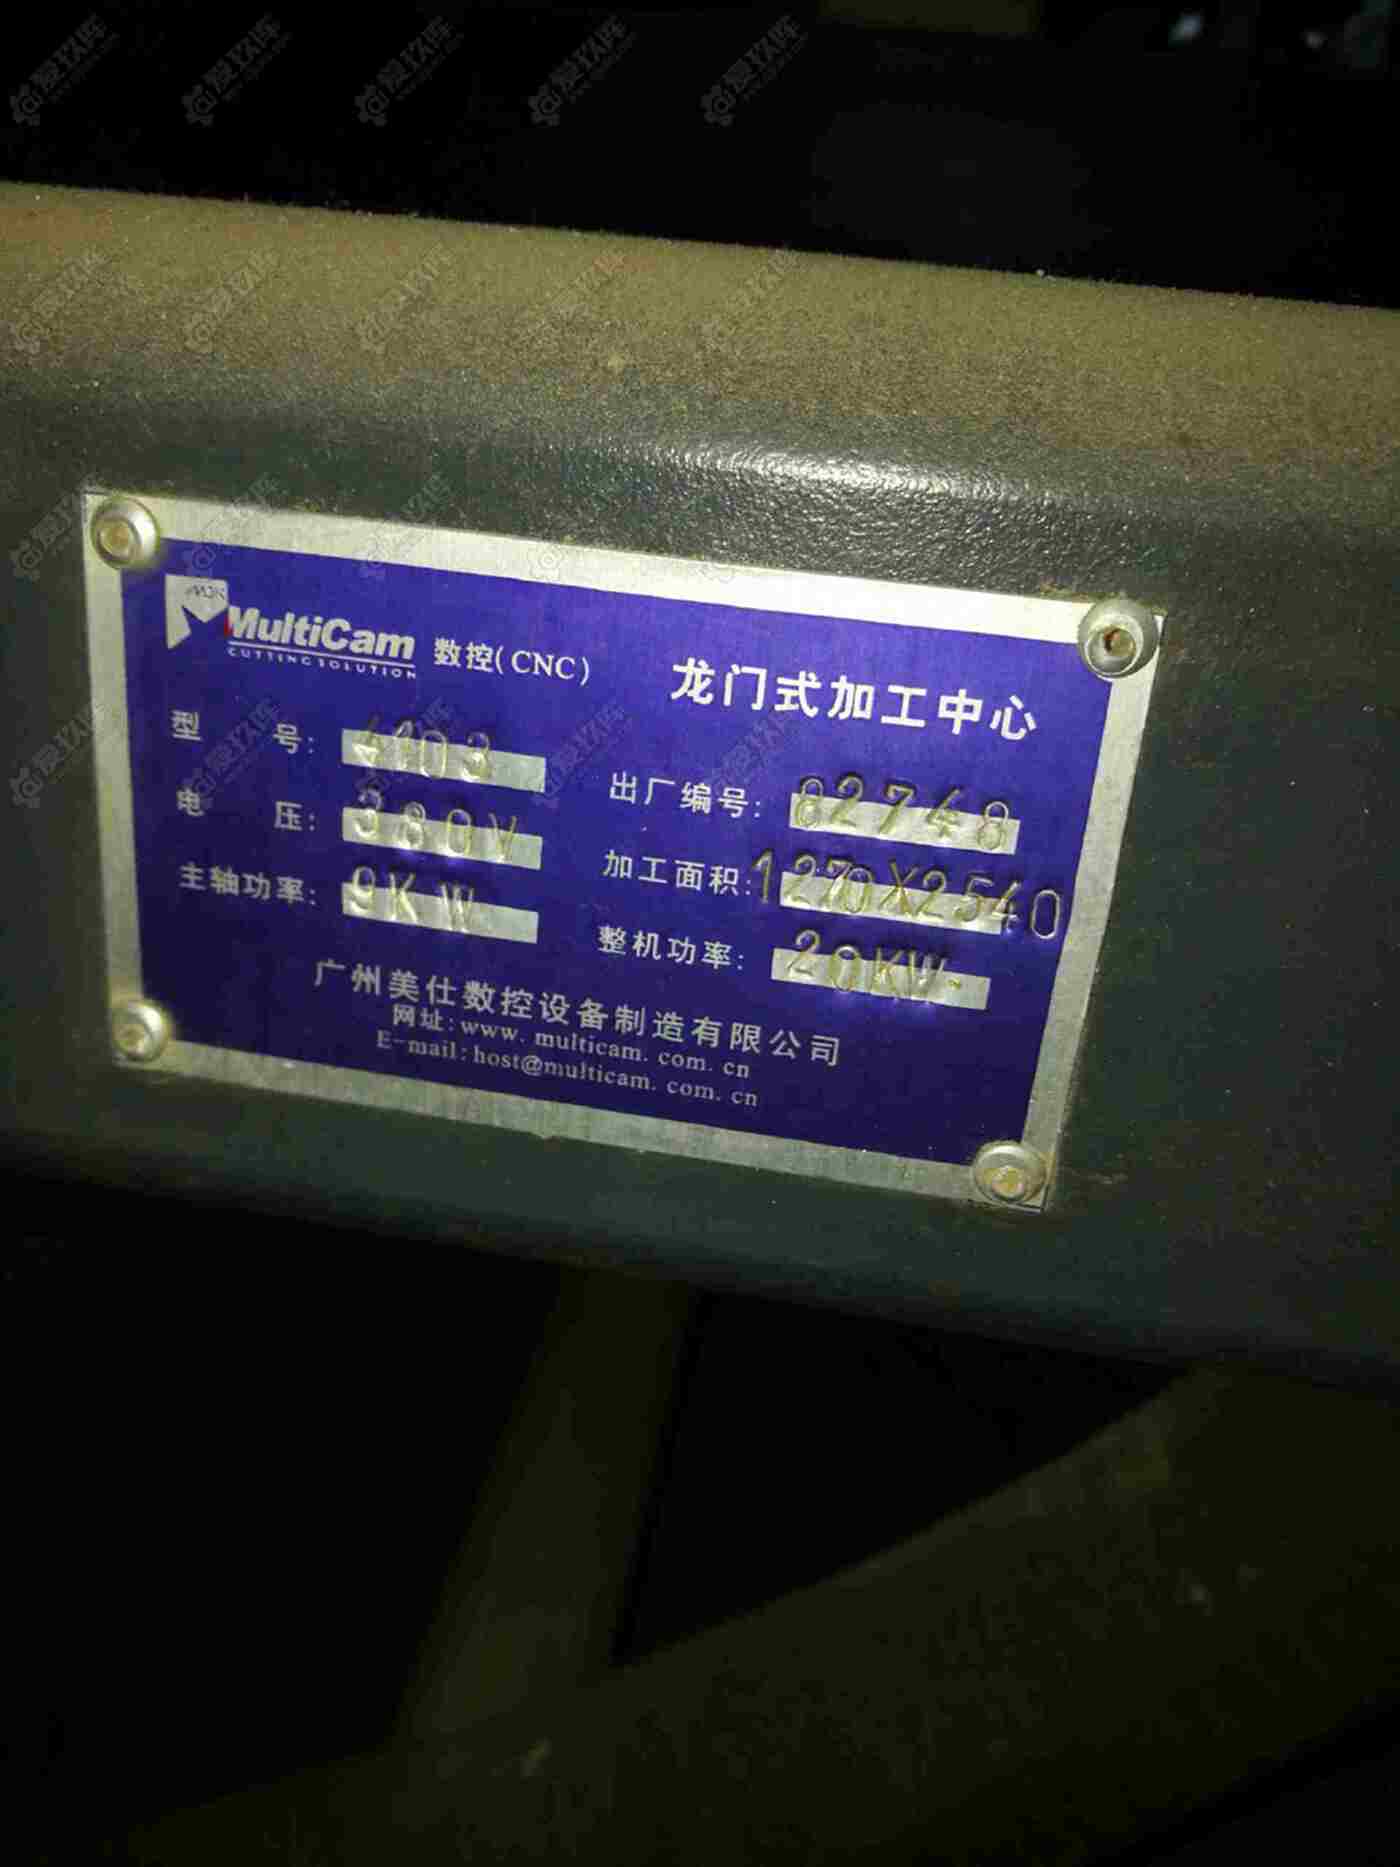 MultiCam 数控(CNC) 龙门式加工中心
CUTTING SOLUTION
型 号: 4103 出厂编号: 82748
电 压: 380V 加工面积: 1270X2540
主轴功率: 9KW 整机功率: 20KW
广州美仕数控设备制造有限公司
网址:www.multicam.com.cn
E-mail:host@multicam.com.cn
爱玖库